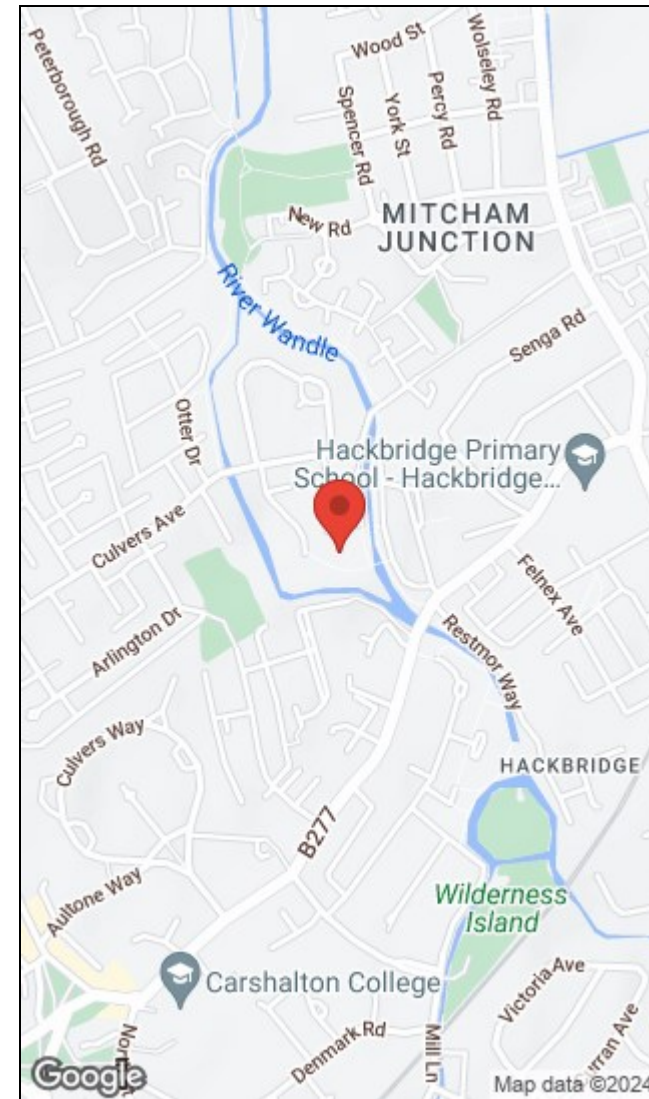 Peterborough Rd
Wood St
Wolseley Rd
Percy Rd
York St
Spencer Rd
New Rd
MITCHAM
JUNCTION
River Wandle
Senga Rd
Otter Dr
Hackbridge Primary
School - Hackbridge...
Culvers Ave
Felnex Ave
Arlington Dr
Restmor Way
Culvers Way
HACKBRIDGE
B277
Aultone Way
Wilderness
Island
Carshalton College
Victoria Ave
Denmark Rd
Mill Ln
Google
Map data ©2024